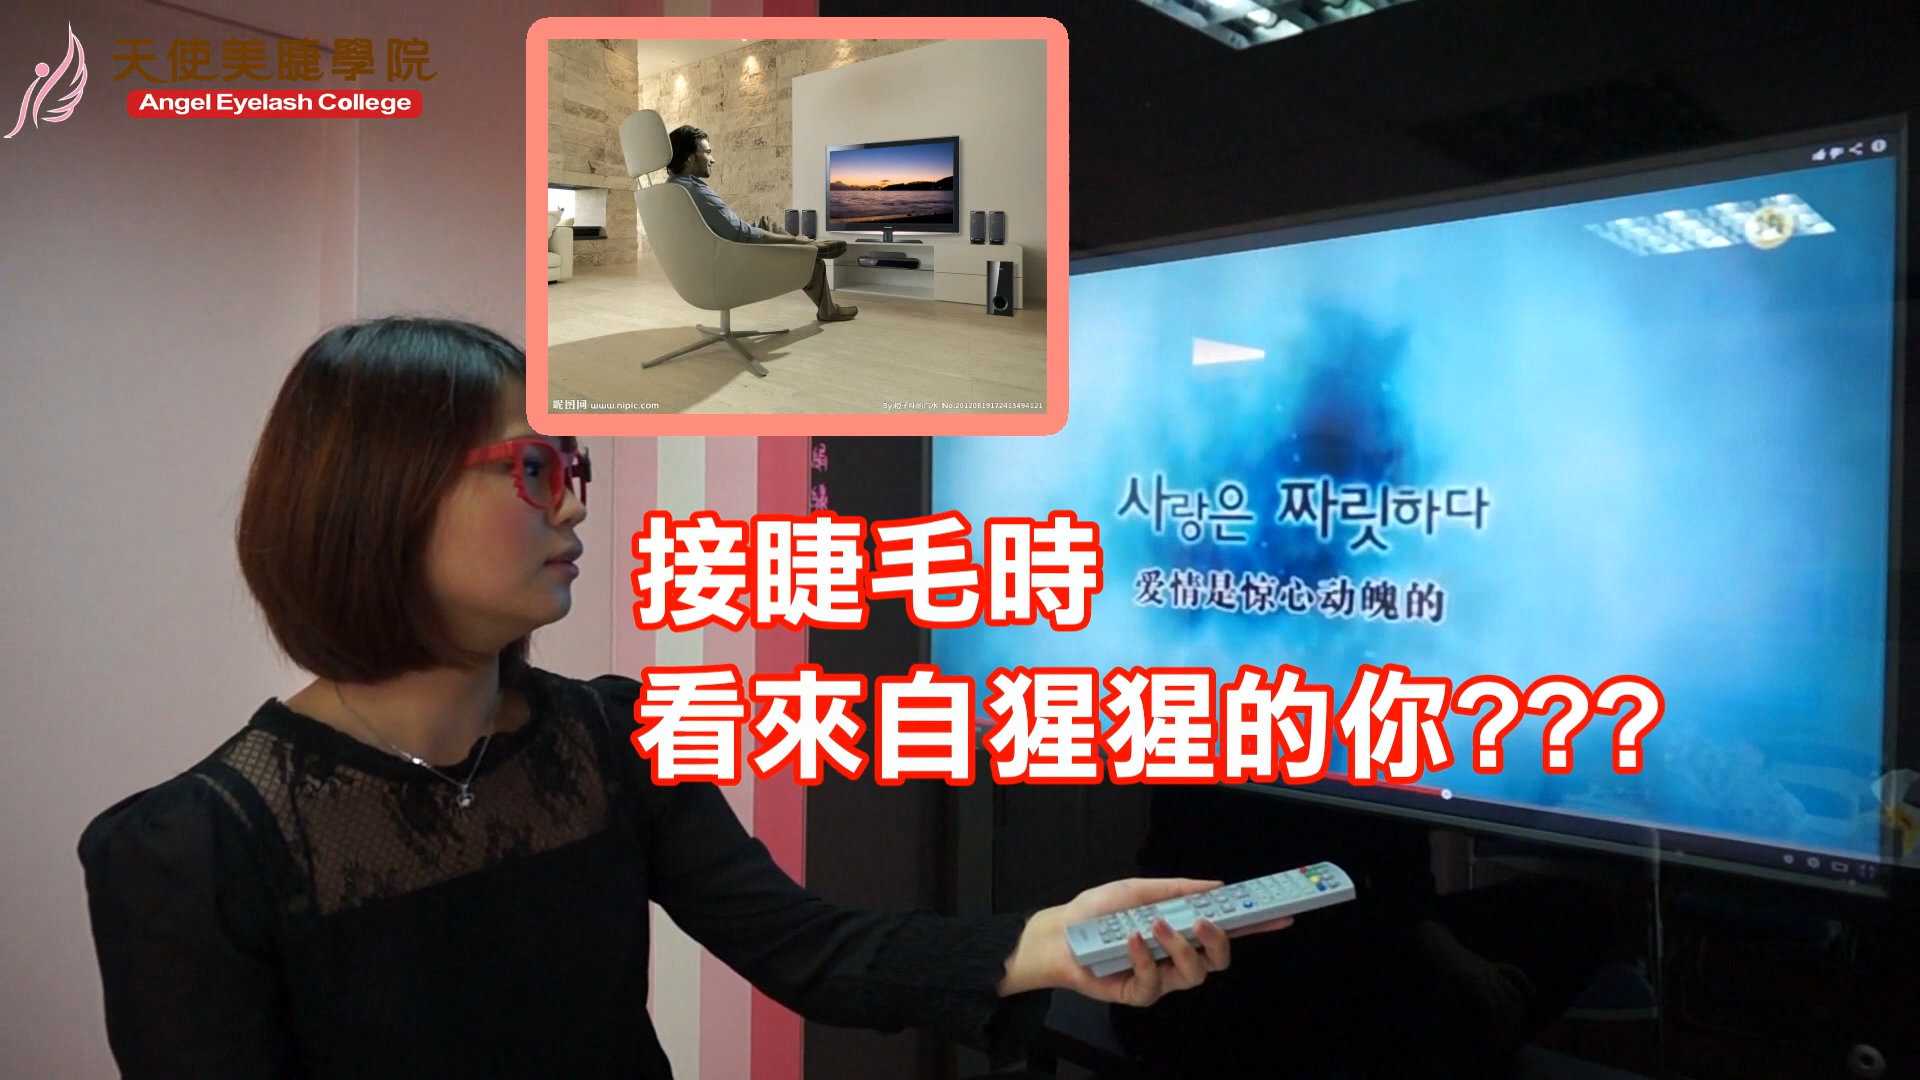 天使美睫學院
Angel Eyelash College
昵图网 www.nipic.com
No.20120819172413494121
사랑은 짜릿하다
爱情是惊心动魄的
接睫毛時
看來自猩猩的你???